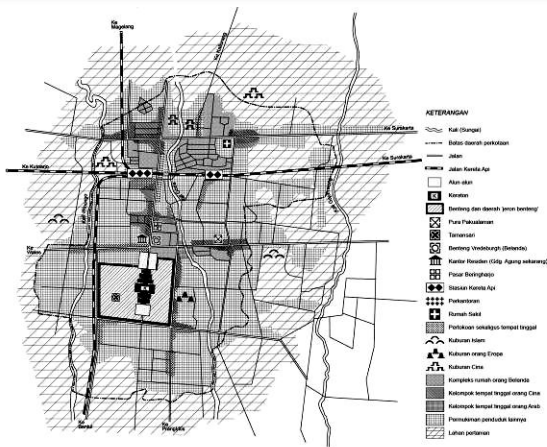 Ke
Magelang
Ke Kaliurang
Ke Surakarta
Ke Kutoarjo
Ke Surakarta
Ke
Wates
Ke
Bantul
Ke
Prangtritis
KETERANGAN
Kali (Sungai)
Batas daerah perkotaan
Jalan
Jalan Kereta Api
Alun alun
Keraton
Benteng dan daerah 'jeron benteng'
Pura Pakualaman
Tamansari
Benteng Vredeburgh (Belanda)
Kantor Residen (Gdg. Agung sekarang)
Pasar Beringharjo
Stasiun Kereta Api
Perkantoran
Rumah Sakit
Pertokoan sekaligus tempat tinggal
Kuburan Islam
Kuburan orang Eropa
Kuburan Cina
Kompleks rumah orang Belanda
Kelompok tempat tinggal orang Cina
Kelompok tempat tinggal orang Arab
Permukiman penduduk lainnya
Lahan pertanian